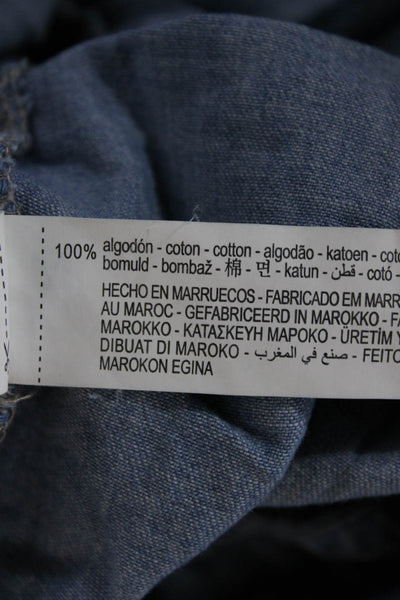 100% algodón - coton - cotton - algodão - katoen -
bomuld - bombaž - 棉 - 면 - katun - قطن - cotó -
HECHO EN MARRUECOS - FABRICADO EM
AU MAROC - GEFABRICEERD IN MAROKKO -
MAROKKO - ΚΑΤΑΣΚΕΥΗ ΜΑΡΟΚΟ - ÜRETİM
DIBUAT DI MAROKO - صنع في المغرب - FEITO
MAROKON EGINA